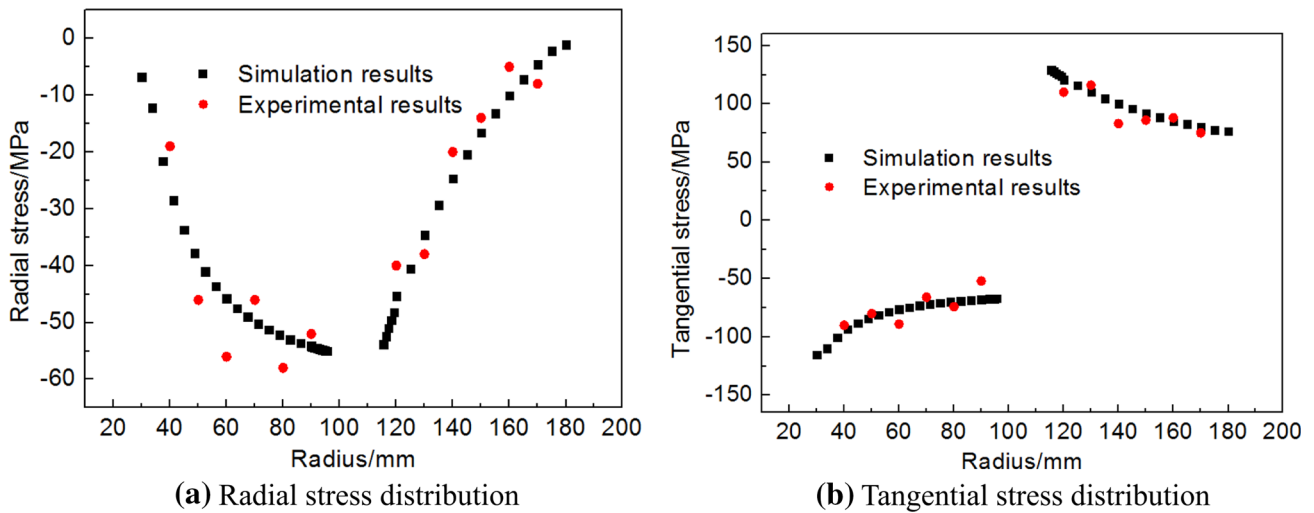 0
-10
-20
-30
-40
-50
-60
Radial stress/MPa
Simulation results
Experimental results
20 40 60 80 100 120 140 160 180 200
Radius/mm
(a) Radial stress distribution
150
100
50
0
-50
-100
-150
Tangential stress/MPa
Simulation results
Experimental results
20 40 60 80 100 120 140 160 180 200
Radius/mm
(b) Tangential stress distribution